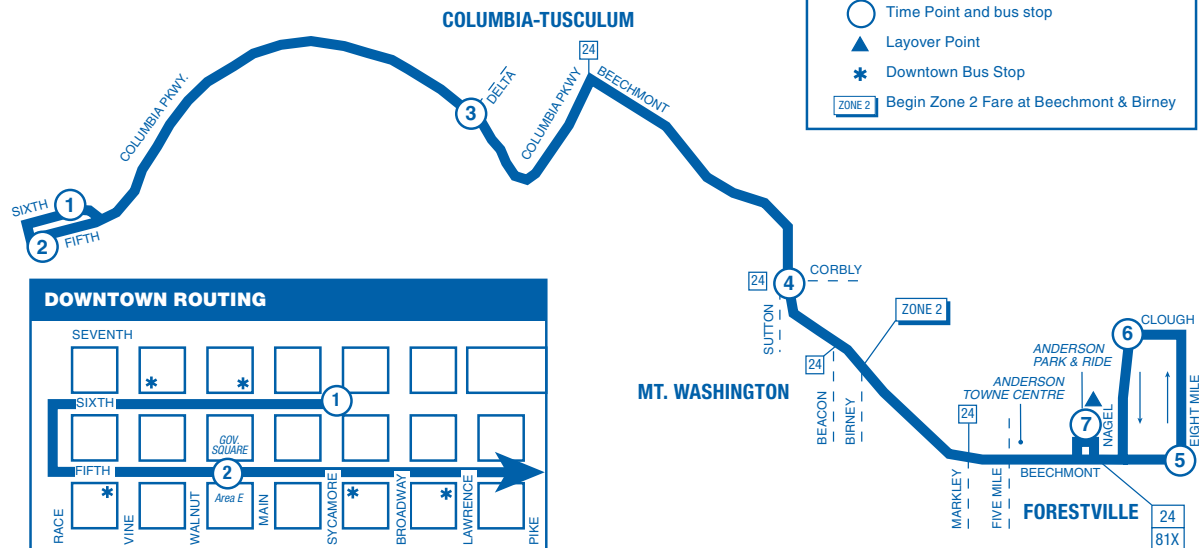 COLUMBIA-TUSCULUM
Time Point and bus stop
Layover Point
Downtown Bus Stop
ZONE 2
Begin Zone 2 Fare at Beechmont & Birney
24
BEECHMONT
COLUMBIA PKWY
DELTA
3
COLUMBIA PKWY.
SIXTH
1
2
FIFTH
24
4
CORBLY
SUTTON
ZONE 2
24
BEACON
BIRNEY
MT. WASHINGTON
6
CLOUGH
ANDERSON
PARK & RIDE
ANDERSON
TOWNE CENTRE
24
7
NAGEL
EIGHT MILE
5
BEECHMONT
MARKLEY
FIVE MILE
FORESTVILLE
24
81X
DOWNTOWN ROUTING
SEVENTH
SIXTH
1
GOV.
SQUARE
FIFTH
2
Area E
RACE
VINE
WALNUT
MAIN
SYCAMORE
BROADWAY
LAWRENCE
PIKE